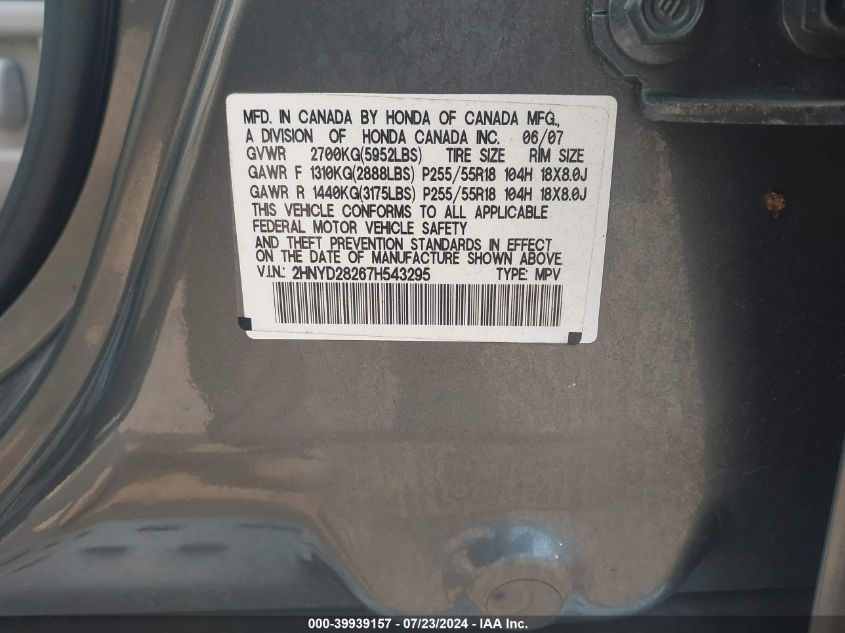 MFD. IN CANADA BY HONDA OF CANADA MFG.,
A DIVISION OF HONDA CANADA INC. 06/07
GVWR 2700KG(5952LBS) TIRE SIZE RIM SIZE
GAWR F 1310KG(2888LBS) P255/55R18 104H 18X8.0J
GAWR R 1440KG(3175LBS) P255/55R18 104H 18X8.0J
THIS VEHICLE CONFORMS TO ALL APPLICABLE
FEDERAL MOTOR VEHICLE SAFETY
AND THEFT PREVENTION STANDARDS IN EFFECT
ON THE DATE OF MANUFACTURE SHOWN ABOVE.
V.I.N.: 2HNYD28267H543295 TYPE: MPV
000-39939157 - 07/23/2024 - IAA Inc.